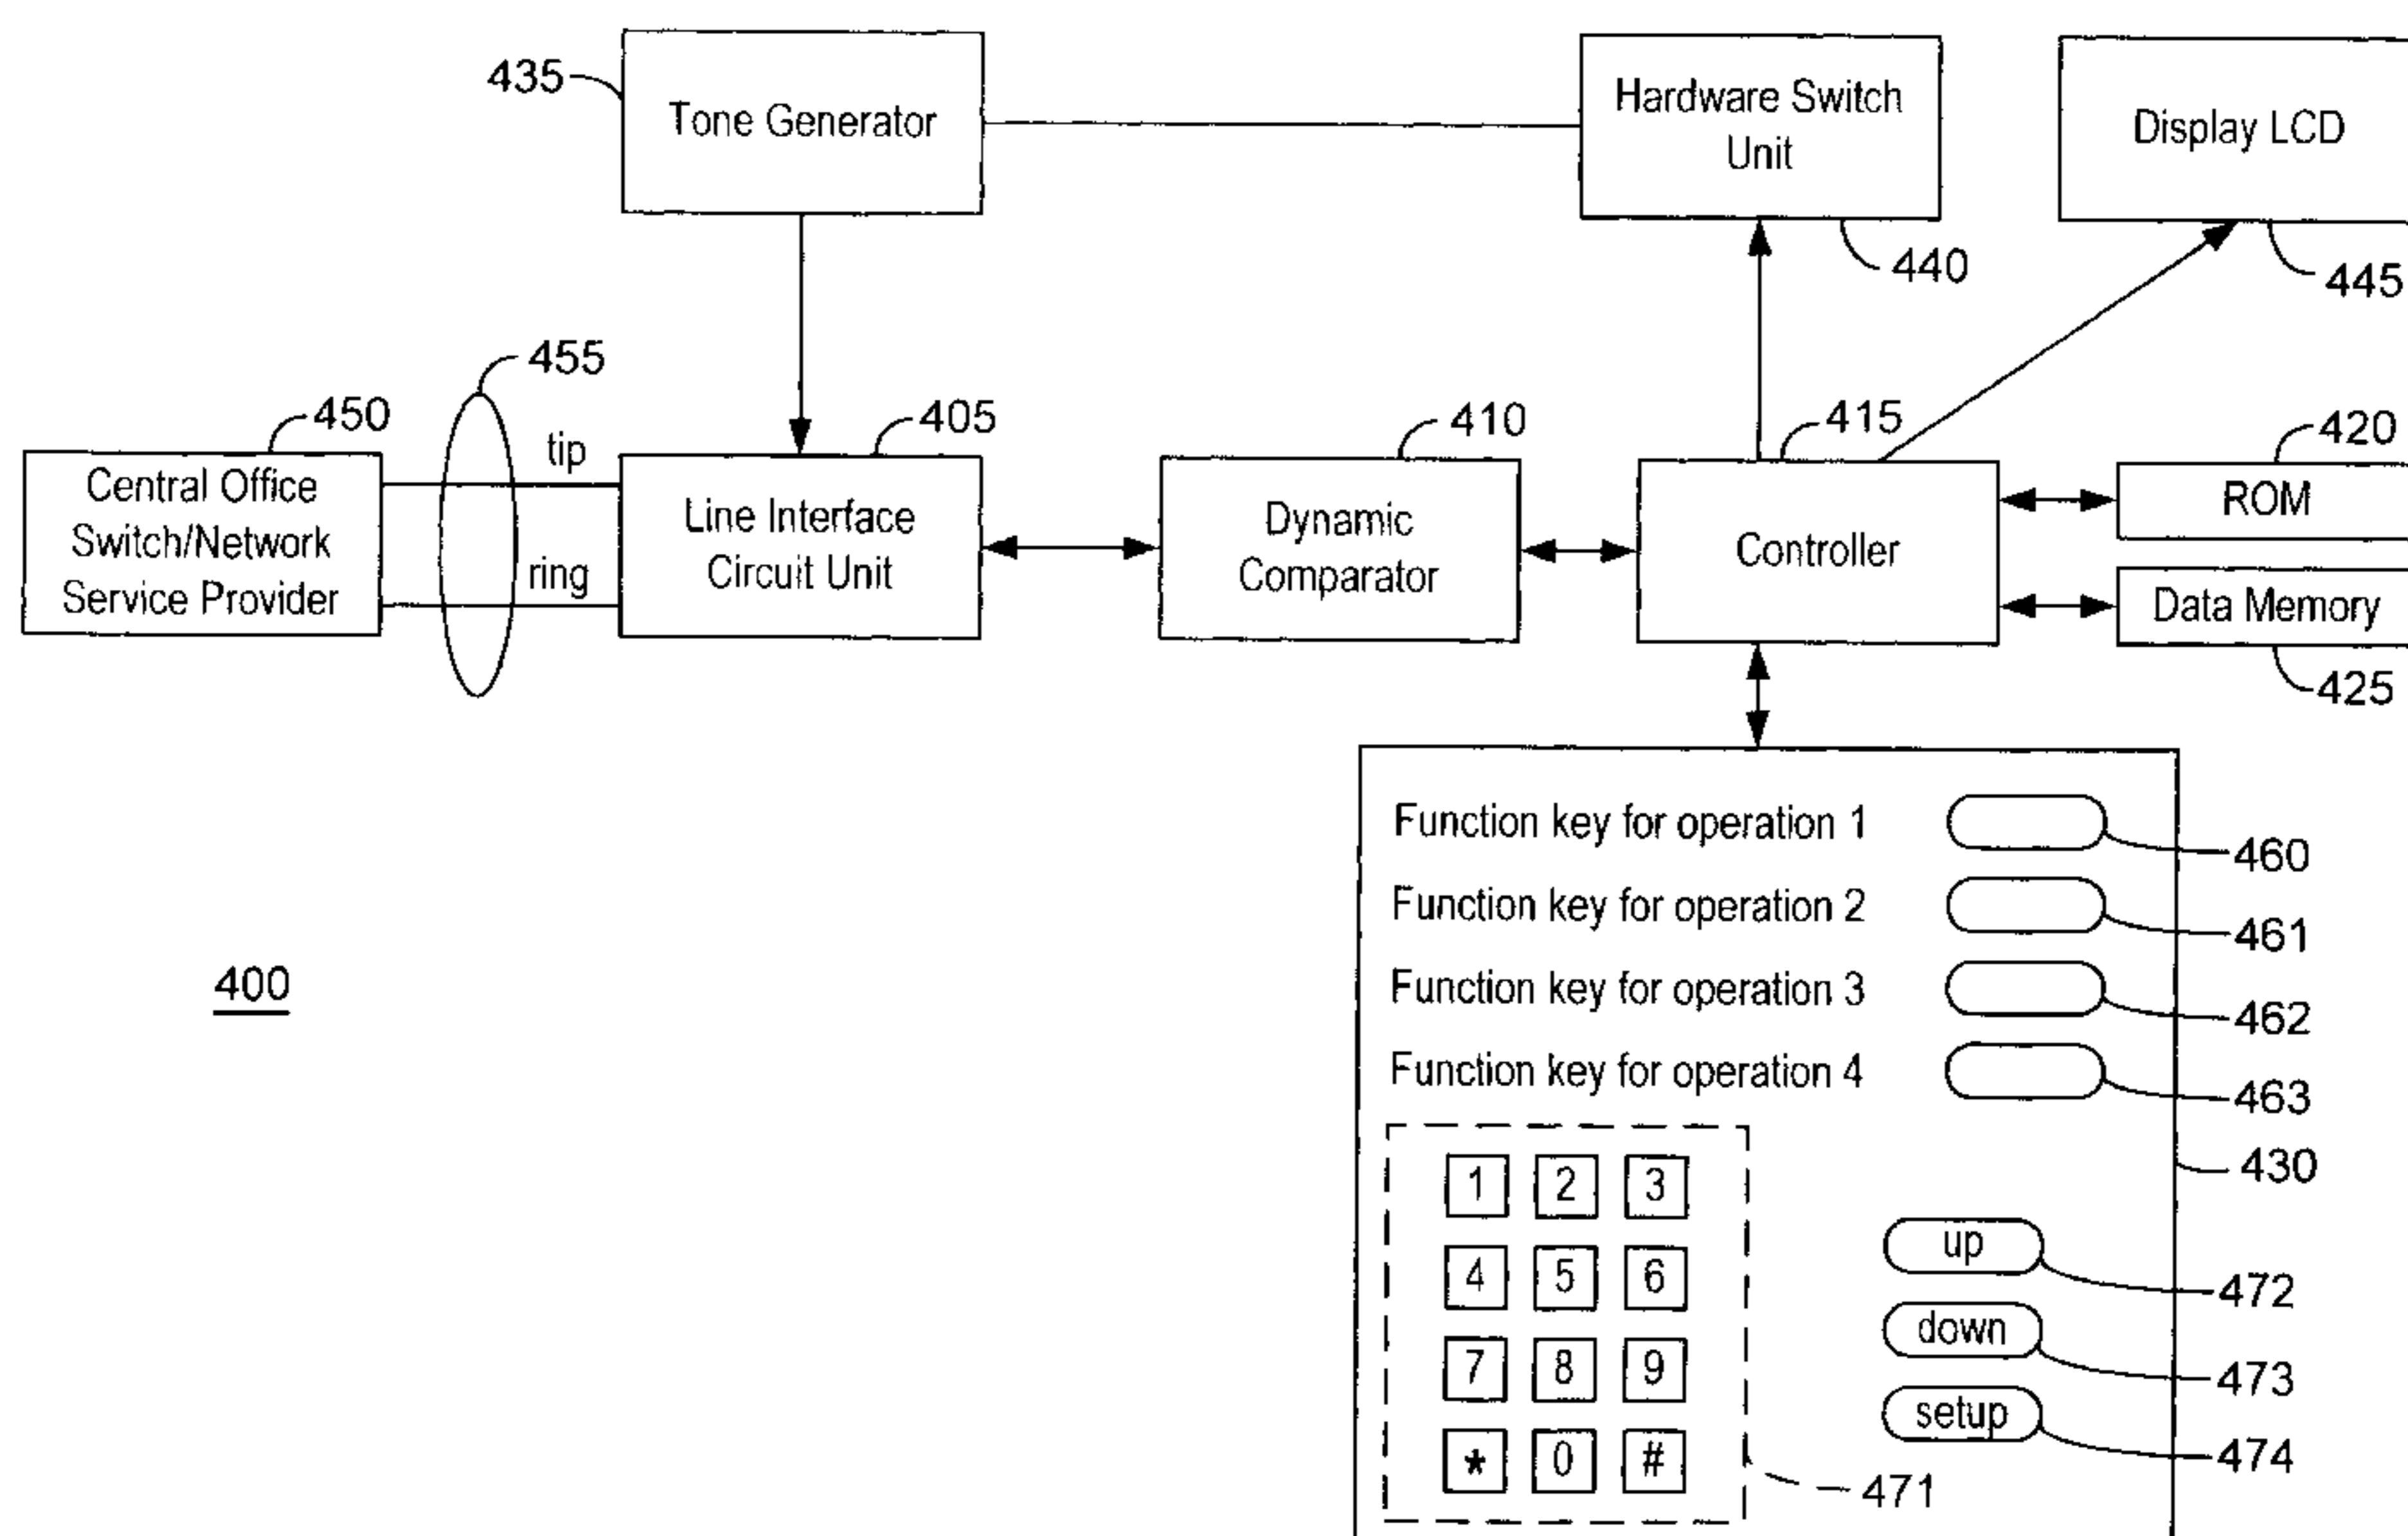 435
Tone Generator
Hardware Switch
Unit
Display LCD
440
445
455
450
tip
405
410
415
420
Central Office
Switch/Network
Service Provider
ring
Line Interface
Circuit Unit
Dynamic
Comparator
Controller
ROM
Data Memory
425
Function key for operation 1
460
Function key for operation 2
461
Function key for operation 3
462
Function key for operation 4
463
400
430
1 2 3
4 5 6
7 8 9
* 0 #
471
up
472
down
473
setup
474